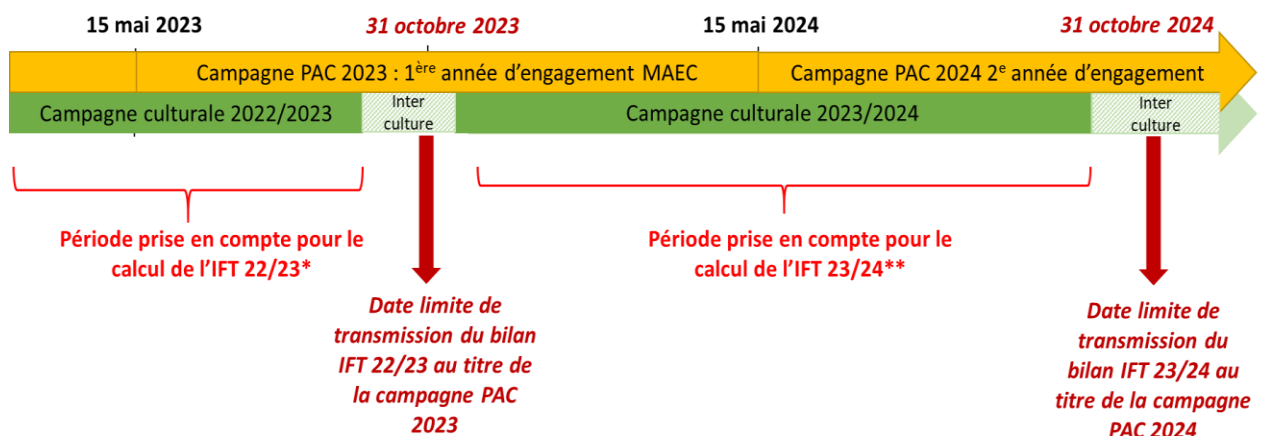 15 mai 2023
31 octobre 2023
15 mai 2024
31 octobre 2024
Campagne PAC 2023 : 1ère année d'engagement MAEC
Campagne PAC 2024 2e année d'engagement
Campagne culturale 2022/2023
Inter
culture
Campagne culturale 2023/2024
Inter
culture
Période prise en compte pour le
calcul de l'IFT 22/23*
Période prise en compte pour le
calcul de l'IFT 23/24**
Date limite de
transmission du bilan
IFT 22/23 au titre de
la campagne PAC
2023
Date limite de
transmission du
bilan IFT 23/24 au
titre de la campagne
PAC 2024